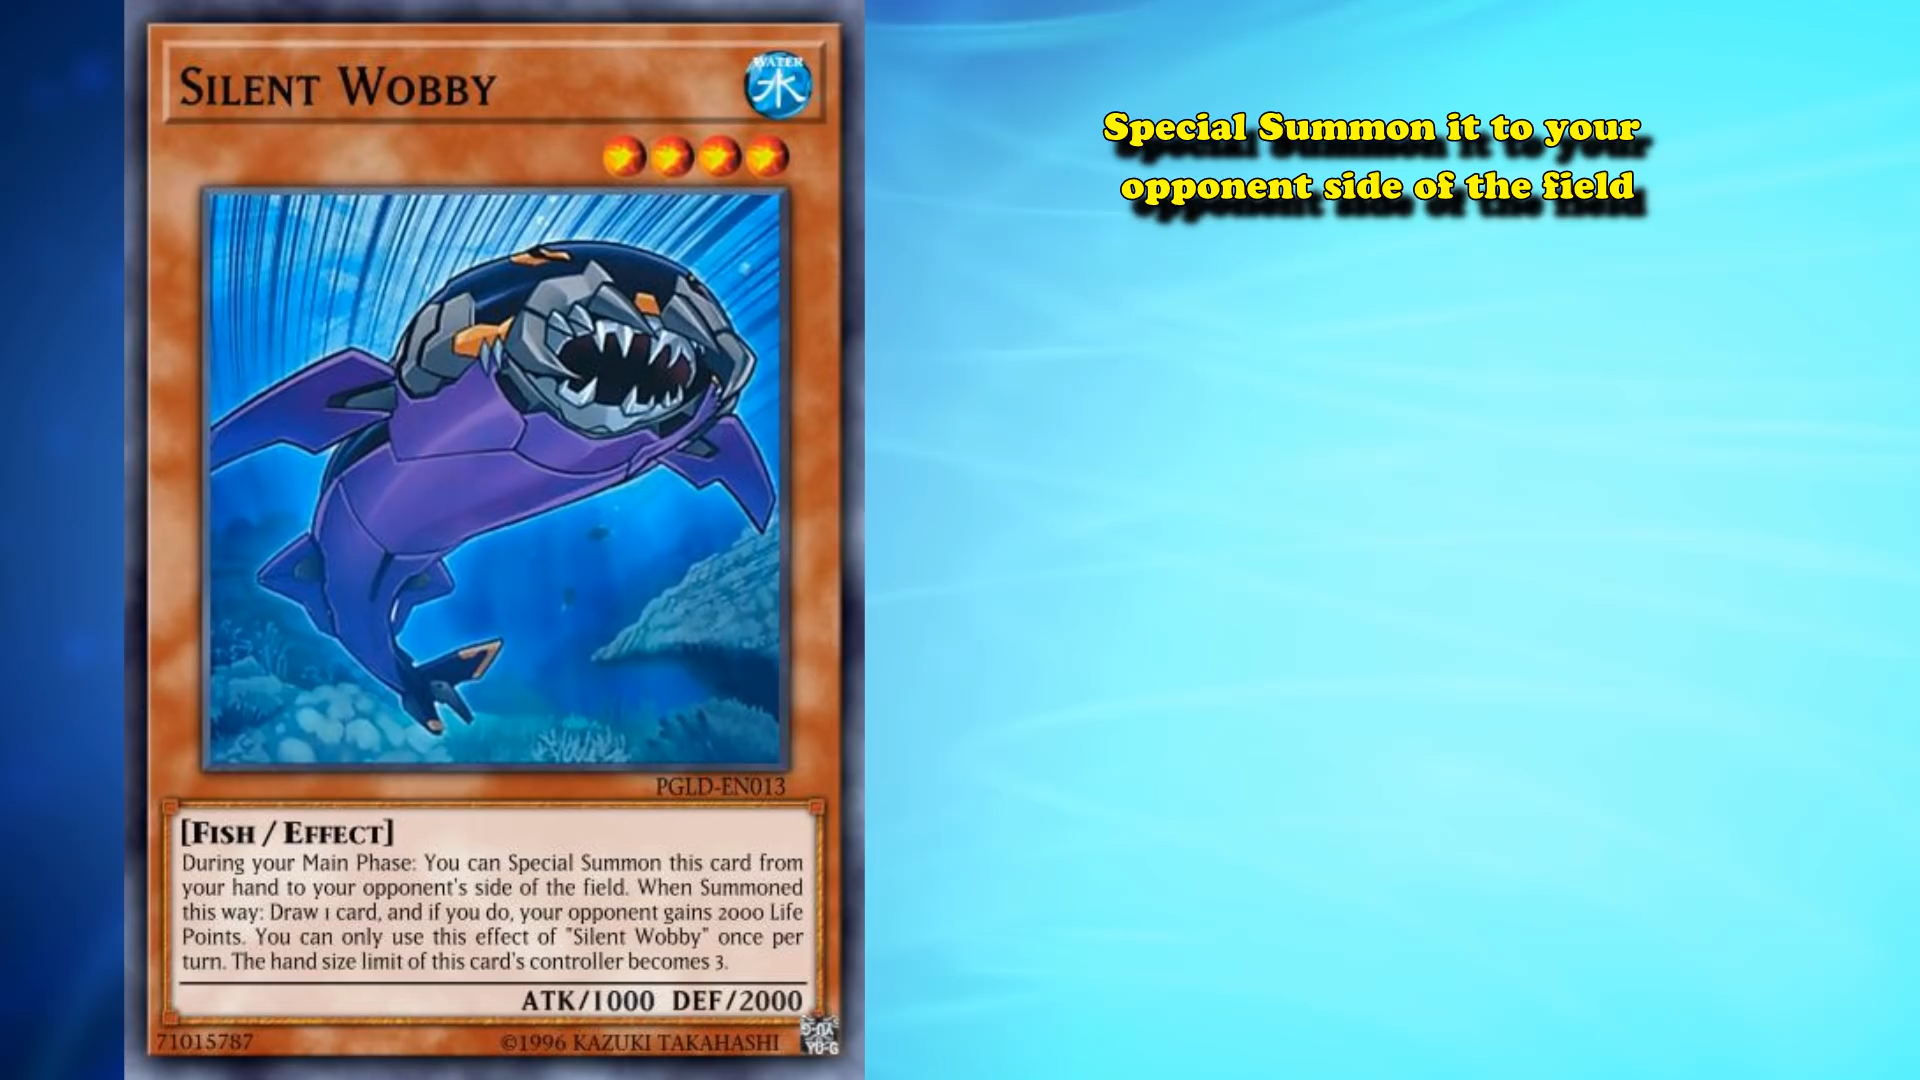 Silent Wobby
WATER
水
Special Summon it to your
opponent side of the field
PGLD-EN013
[Fish / Effect]
During your Main Phase: You can Special Summon this card from
your hand to your opponent's side of the field. When Summoned
this way: Draw 1 card, and if you do, your opponent gains 2000 Life
Points. You can only use this effect of "Silent Wobby" once per
turn. The hand size limit of this card's controller becomes 3.
ATK/1000 DEF/2000
71015787
©1996 KAZUKI TAKAHASHI